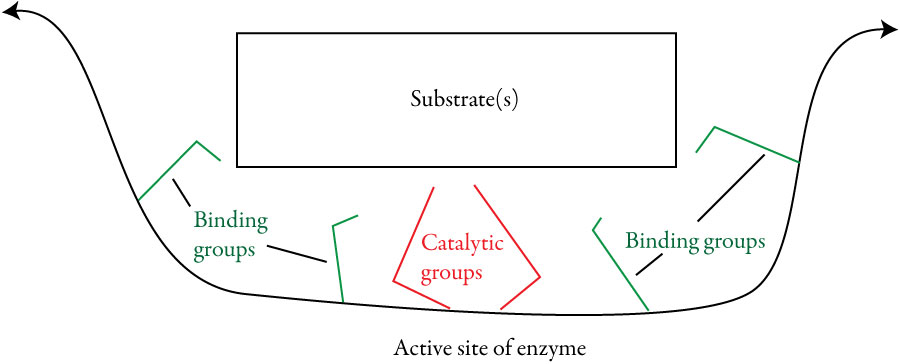 Substrate(s)
Binding
groups
Catalytic
groups
Binding groups
Active site of enzyme